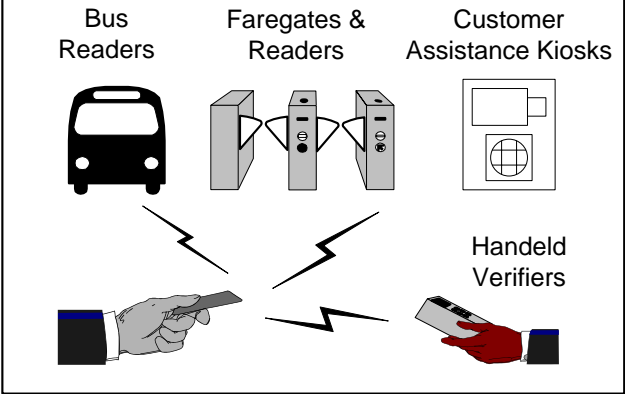 Bus
Readers
Faregates &
Readers
Customer
Assistance Kiosks
Handeld
Verifiers